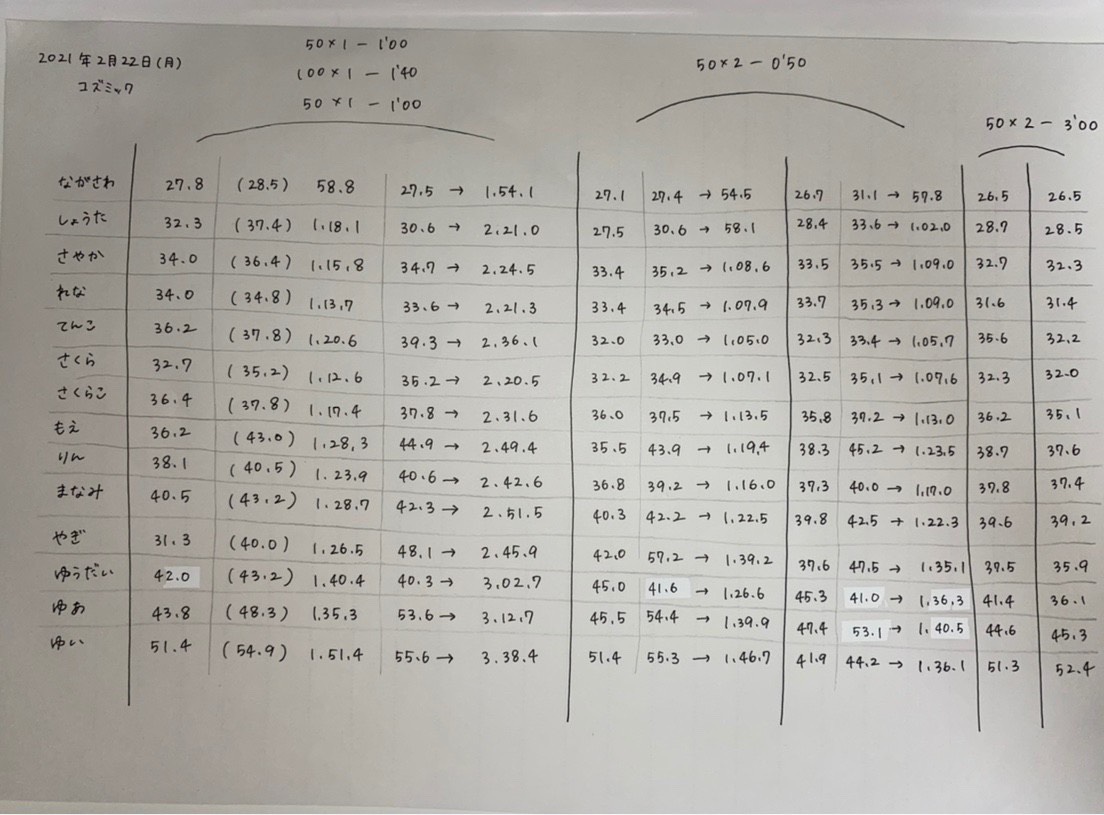 2021年2月22日(月)
コズミック
50×1－1'00
100×1－1'40
50×1－1'00
50×2－0'50
50×2－3'00
ながさわ 27.8 (28.5) 58.8 27.5 → 1.54.1 27.1 27.4 → 54.5 26.7 31.1 → 57.8 26.5 26.5
しょうた 32.3 (37.4) 1.18.1 30.6 → 2.21.0 27.5 30.6 → 58.1 28.4 33.6 → 1.02.0 28.7 28.5
さやか 34.0 (36.4) 1.15.8 34.7 → 2.24.5 33.4 35.2 → 1.08.6 33.5 35.5 → 1.09.0 32.7 32.3
れな 34.0 (34.8) 1.13.7 33.6 → 2.21.3 33.4 34.5 → 1.07.9 33.7 35.3 → 1.09.0 31.6 31.4
てんこ 36.2 (37.8) 1.20.6 39.3 → 2.36.1 32.0 33.0 → 1.05.0 32.3 33.4 → 1.05.7 35.6 32.2
さくら 32.7 (35.2) 1.12.6 35.2 → 2.20.5 32.2 34.9 → 1.07.1 32.5 35.1 → 1.07.6 32.3 32.0
さくらこ 36.4 (37.8) 1.17.4 37.8 → 2.31.6 36.0 37.5 → 1.13.5 35.8 37.2 → 1.13.0 36.2 35.1
もえ 36.2 (43.0) 1.28.3 44.9 → 2.49.4 35.5 43.9 → 1.19.4 38.3 45.2 → 1.23.5 38.7 37.6
りん 38.1 (40.5) 1.23.9 40.6 → 2.42.6 36.8 39.2 → 1.16.0 37.3 40.0 → 1.17.0 37.8 37.4
まなみ 40.5 (43.2) 1.28.7 42.3 → 2.51.5 40.3 42.2 → 1.22.5 39.8 42.5 → 1.22.3 39.6 39.2
やぎ 31.3 (40.0) 1.26.5 48.1 → 2.45.9 42.0 57.2 → 1.39.2 37.6 47.5 → 1.35.1 37.5 35.9
ゆうだい 42.0 (43.2) 1.40.4 40.3 → 3.02.7 45.0 41.6 → 1.26.6 45.3 41.0 → 1.36.3 41.4 36.1
ゆあ 43.8 (48.3) 1.35.3 53.6 → 3.12.7 45.5 54.4 → 1.39.9 47.4 53.1 → 1.40.5 44.6 45.3
ゆい 51.4 (54.9) 1.51.4 55.6 → 3.38.4 51.4 55.3 → 1.46.7 41.9 44.2 → 1.36.1 51.3 52.4